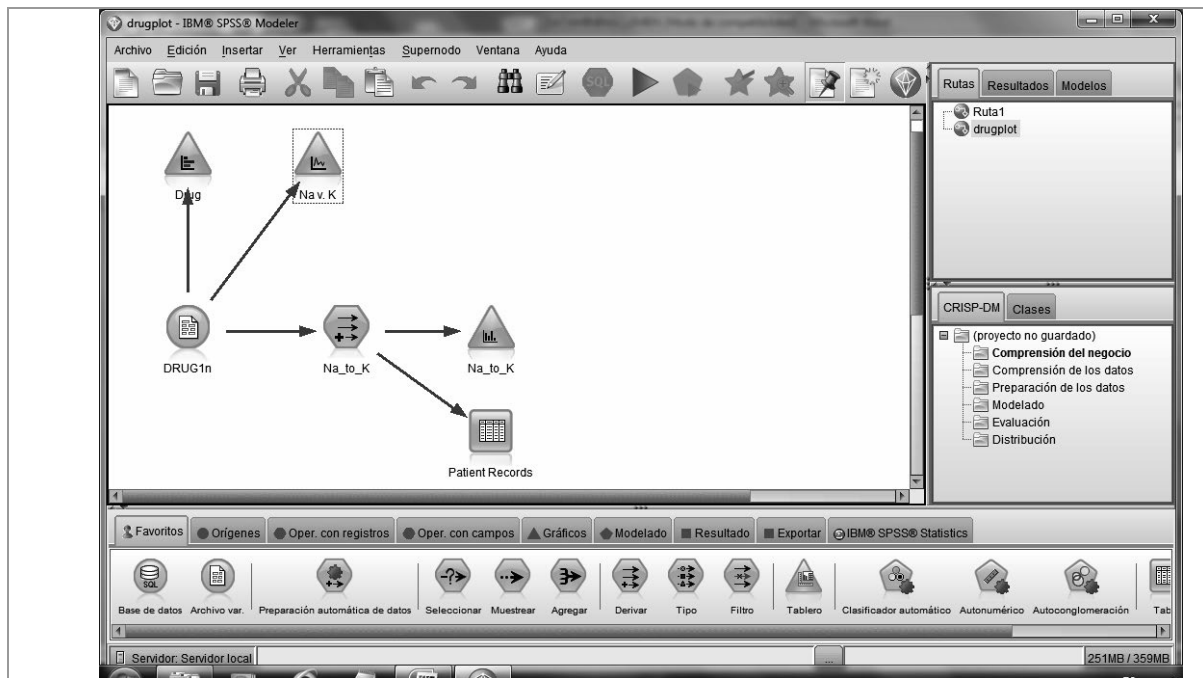 drugplot - IBM® SPSS® Modeler
Archivo Edición Insertar Ver Herramientas Supernodo Ventana Ayuda
SQL
Rutas Resultados Modelos
Ruta1
drugplot
Drug
Na v. K
DRUG1n
Na_to_K
Na_to_K
Patient Records
CRISP-DM Clases
(proyecto no guardado)
Comprensión del negocio
Comprensión de los datos
Preparación de los datos
Modelado
Evaluación
Distribución
Favoritos Orígenes Oper. con registros Oper. con campos Gráficos Modelado Resultado Exportar IBM® SPSS® Statistics
SQL
Base de datos Archivo var. Preparación automática de datos Seleccionar Muestrear Agregar Derivar Tipo Filtro Tablero Clasificador automático Autonumérico Autoconglomeración Tab
Servidor: Servidor local ... 251MB / 359MB